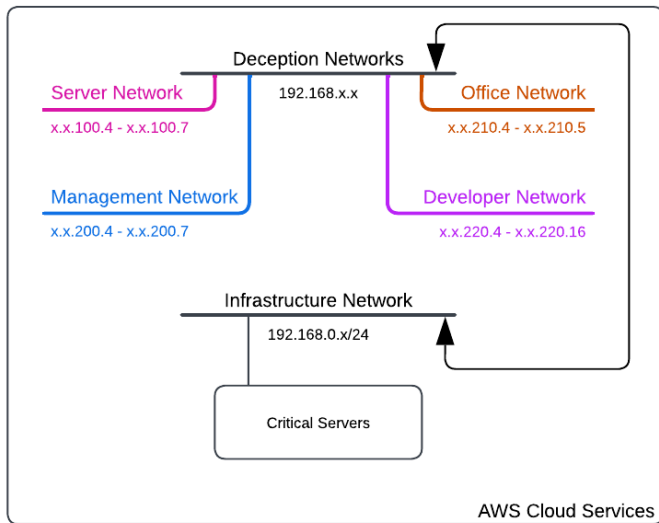 Deception Networks
192.168.x.x
Server Network
x.x.100.4 - x.x.100.7
Office Network
x.x.210.4 - x.x.210.5
Management Network
x.x.200.4 - x.x.200.7
Developer Network
x.x.220.4 - x.x.220.16
Infrastructure Network
192.168.0.x/24
Critical Servers
AWS Cloud Services